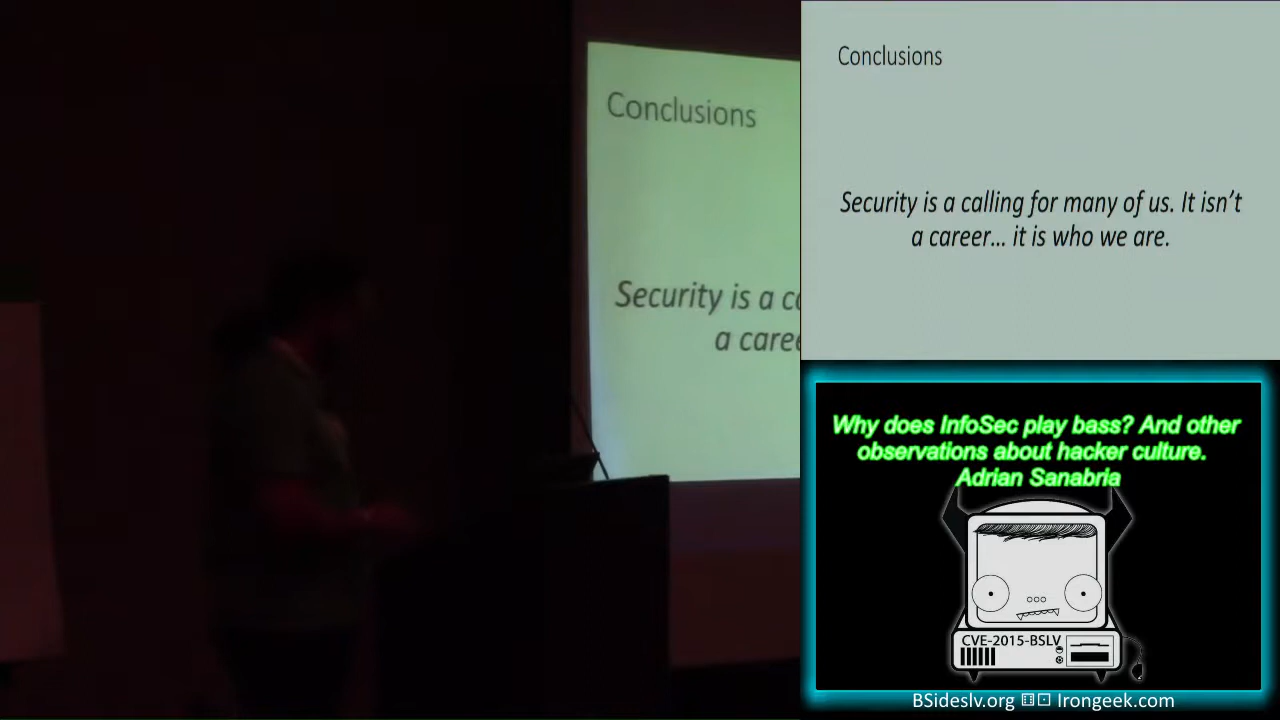 Conclusions
Security is a
a
Conclusions
Security is a calling for many of us. It isn't
a career... it is who we are.
Why does InfoSec play bass? And other
observations about hacker culture.
Adrian Sanabria
CVE-2015-BSLV
BSideslv.org ⚅⚀ Irongeek.com